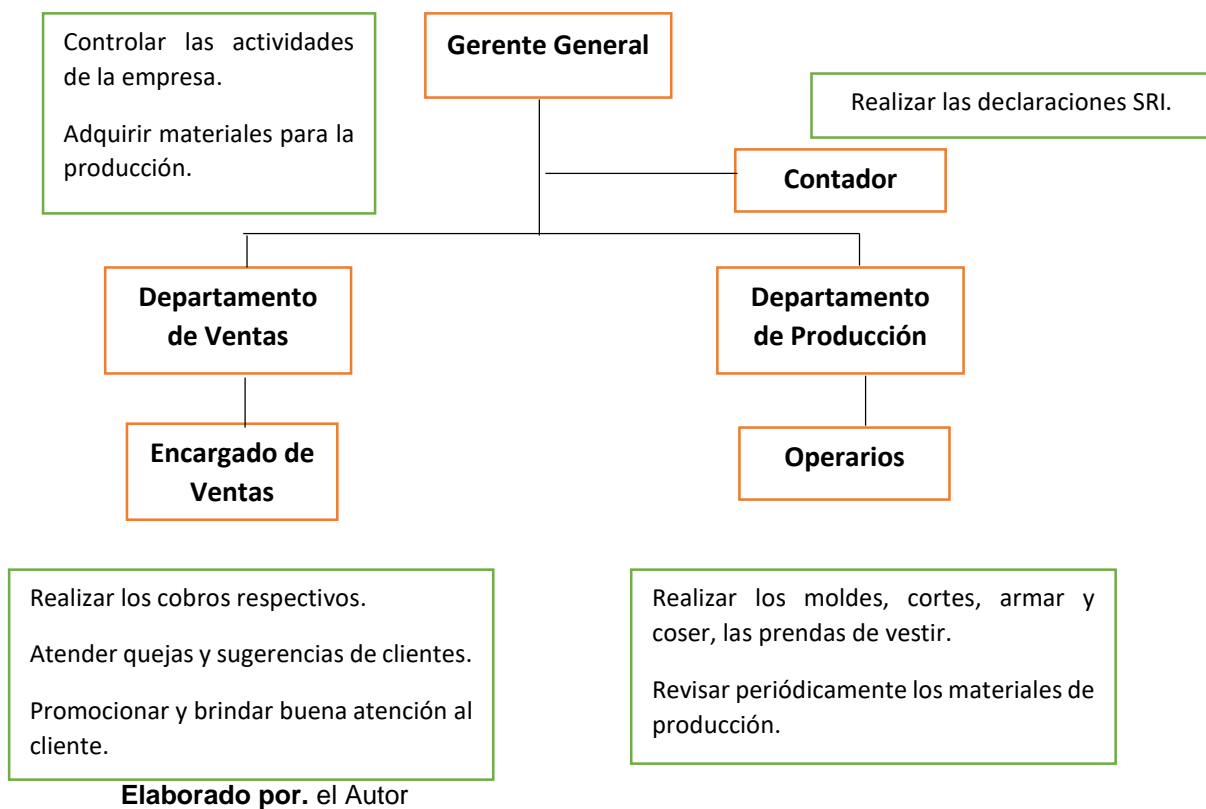 Controlar las actividades
de la empresa.
Adquirir materiales para la
producción.
Gerente General
Realizar las declaraciones SRI.
Contador
Departamento
de Ventas
Departamento
de Producción
Encargado de
Ventas
Operarios
Realizar los cobros respectivos.
Atender quejas y sugerencias de clientes.
Promocionar y brindar buena atención al
cliente.
Realizar los moldes, cortes, armar y
coser, las prendas de vestir.
Revisar periódicamente los materiales de
producción.
Elaborado por. el Autor